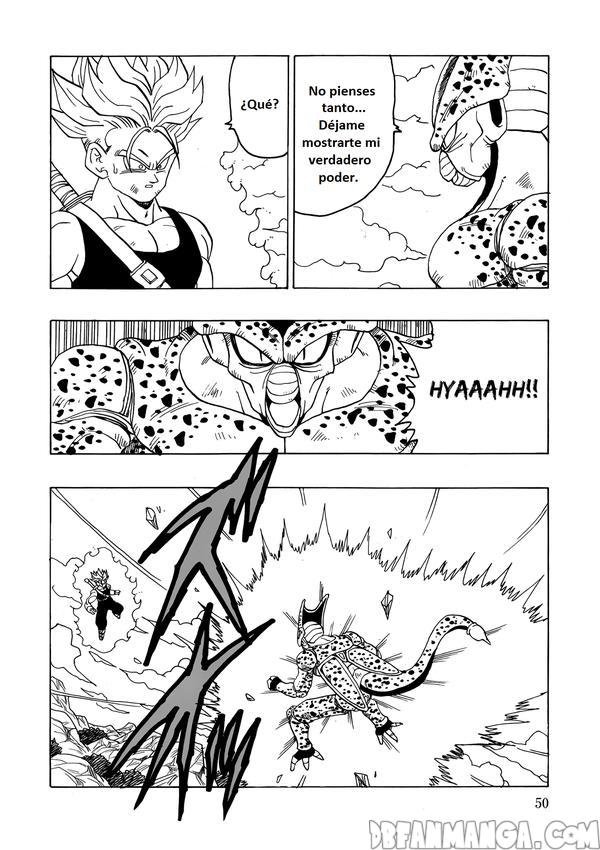 No pienses
tanto...
Déjame
mostrarte mi
verdadero
poder.
¿Qué?
HYAAAHH!!
50
DBFANMANGA.COM